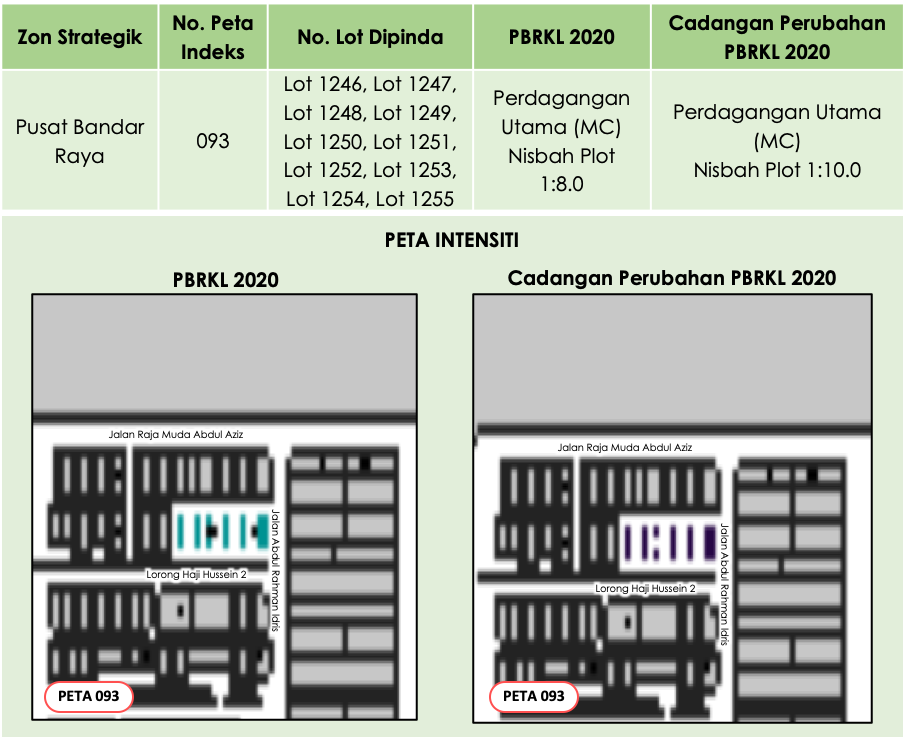 Zon Strategik
No. Peta
Indeks
No. Lot Dipinda
PBRKL 2020
Cadangan Perubahan
PBRKL 2020
Pusat Bandar
Raya
093
Lot 1246, Lot 1247,
Lot 1248, Lot 1249,
Lot 1250, Lot 1251,
Lot 1252, Lot 1253,
Lot 1254, Lot 1255
Perdagangan
Utama (MC)
Nisbah Plot
1:8.0
Perdagangan Utama
(MC)
Nisbah Plot 1:10.0
PETA INTENSITI
PBRKL 2020
Jalan Raja Muda Abdul Aziz
Jalan Abdul Rahman Idris
Lorong Haji Hussein 2
PETA 093
Cadangan Perubahan PBRKL 2020
Jalan Raja Muda Abdul Aziz
Jalan Abdul Rahman Idris
Lorong Haji Hussein 2
PETA 093